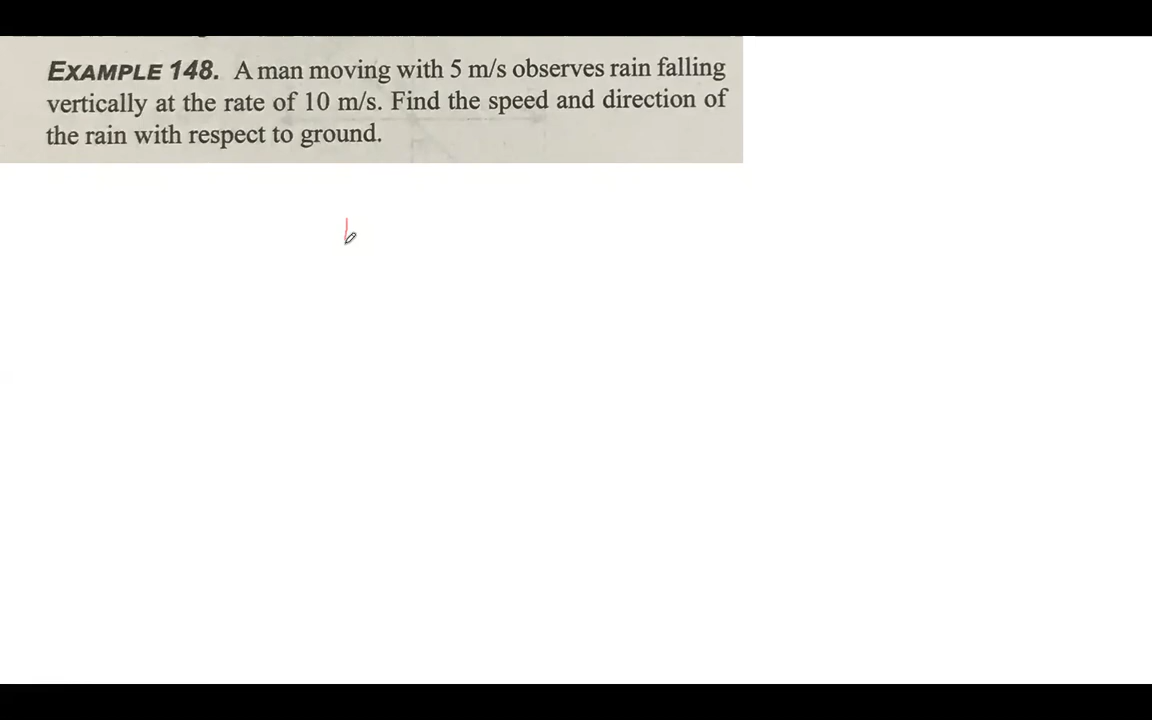 EXAMPLE 148. A man moving with 5 m/s observes rain falling
vertically at the rate of 10 m/s. Find the speed and direction of
the rain with respect to ground.